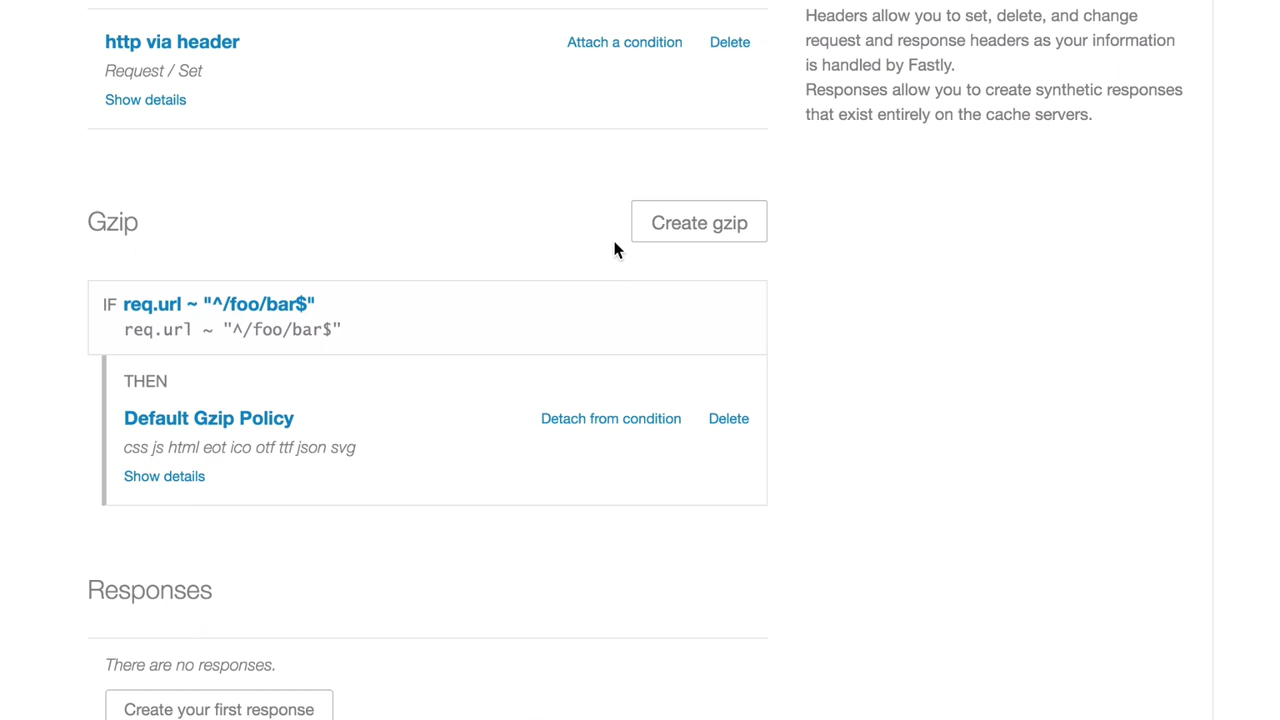 http via header
Attach a condition
Delete
Request / Set
Show details
Headers allow you to set, delete, and change
request and response headers as your information
is handled by Fastly.
Responses allow you to create synthetic responses
that exist entirely on the cache servers.
Gzip
Create gzip
IF req.url ~ "^/foo/bar$"
req.url ~ "^/foo/bar$"
THEN
Default Gzip Policy
Detach from condition
Delete
css js html eot ico otf ttf json svg
Show details
Responses
There are no responses.
Create your first response